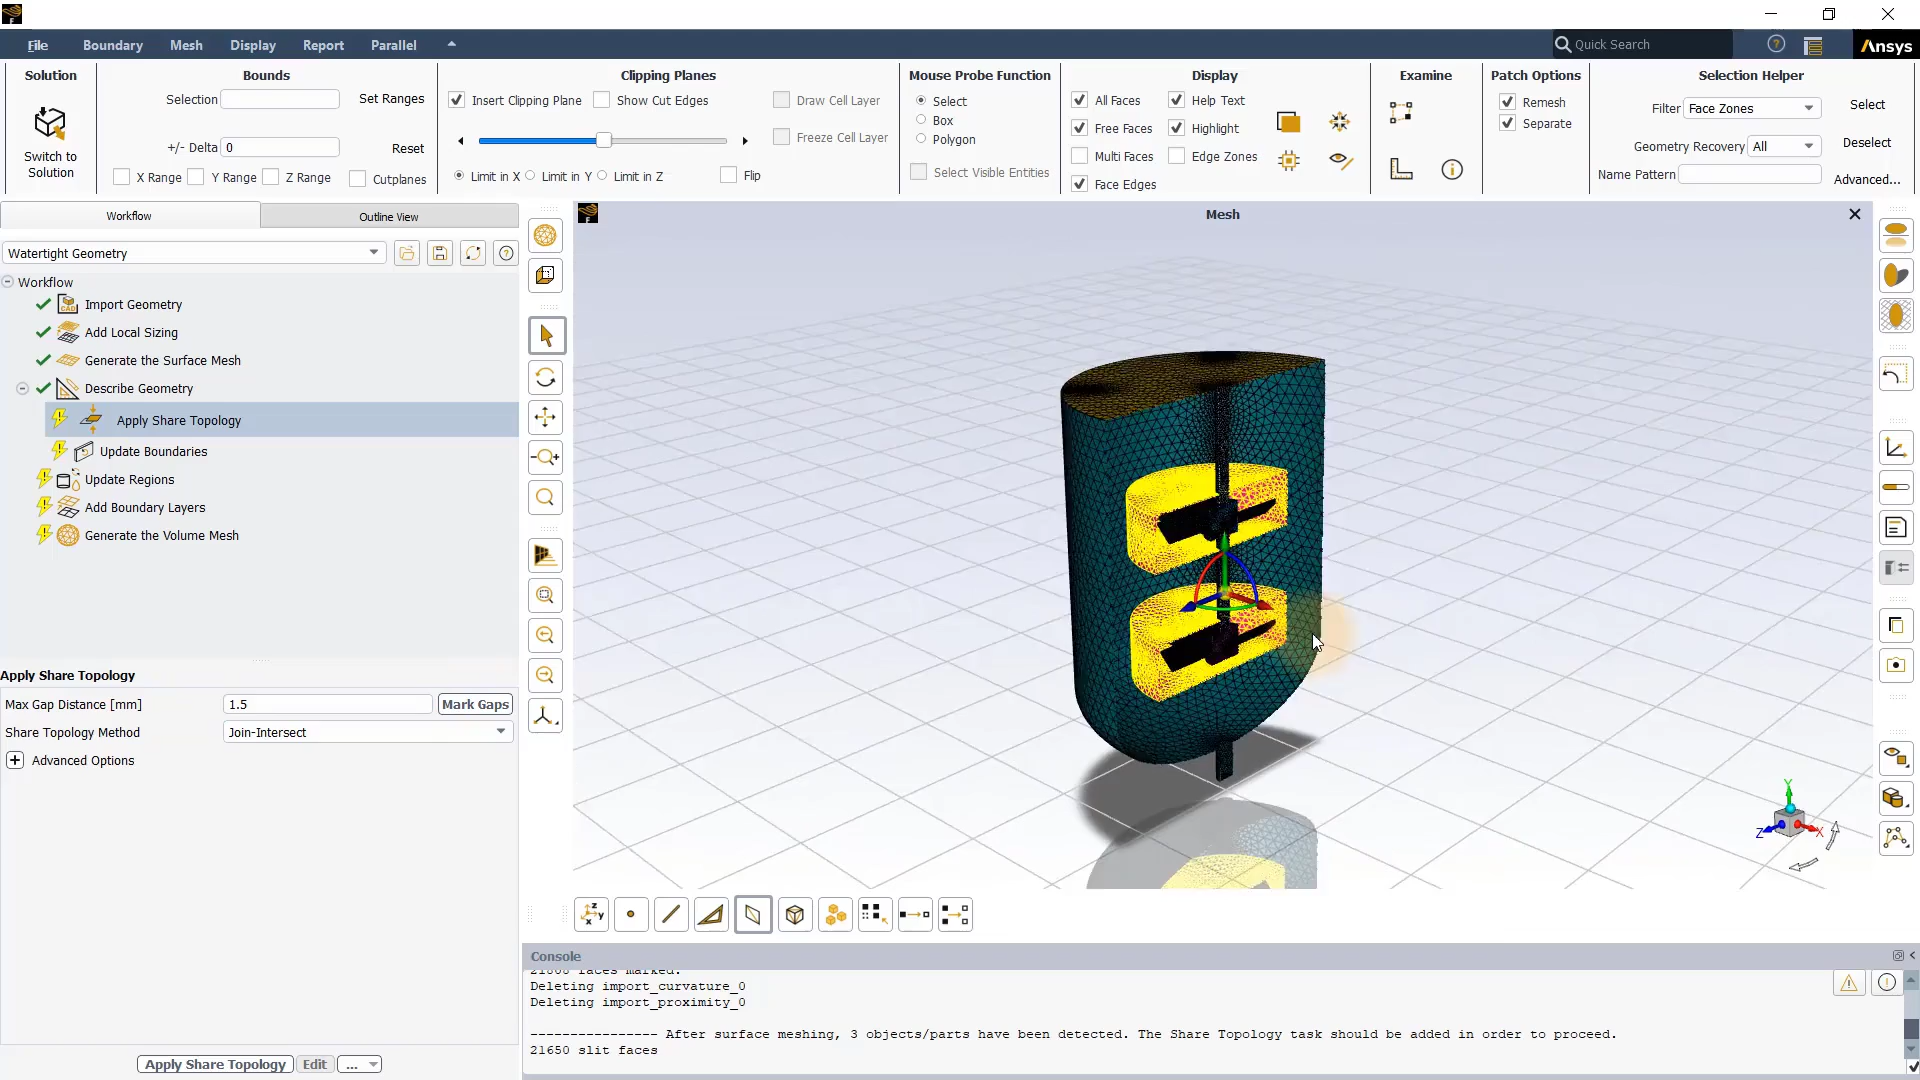 File
Boundary
Mesh
Display
Report
Parallel
Quick Search
Ansys
Solution
Switch to
Solution
Bounds
Selection
Set Ranges
+/- Delta 0
Reset
X Range
Y Range
Z Range
Cutplanes
Clipping Planes
Insert Clipping Plane
Show Cut Edges
Draw Cell Layer
Freeze Cell Layer
Limit in X
Limit in Y
Limit in Z
Flip
Mouse Probe Function
Select
Box
Polygon
Select Visible Entities
Display
All Faces
Help Text
Free Faces
Highlight
Multi Faces
Edge Zones
Face Edges
Examine
Patch Options
Remesh
Separate
Selection Helper
Filter Face Zones
Select
Geometry Recovery All
Deselect
Name Pattern
Advanced...
Workflow
Outline View
Watertight Geometry
Workflow
Import Geometry
Add Local Sizing
Generate the Surface Mesh
Describe Geometry
Apply Share Topology
Update Boundaries
Update Regions
Add Boundary Layers
Generate the Volume Mesh
Apply Share Topology
Max Gap Distance [mm] 1.5 Mark Gaps
Share Topology Method Join-Intersect
Advanced Options
Apply Share Topology
Edit
...
Mesh
Y
Z
X
Console
21808 faces marked.
Deleting import_curvature_0
Deleting import_proximity_0
---------------- After surface meshing, 3 objects/parts have been detected. The Share Topology task should be added in order to proceed.
21650 slit faces